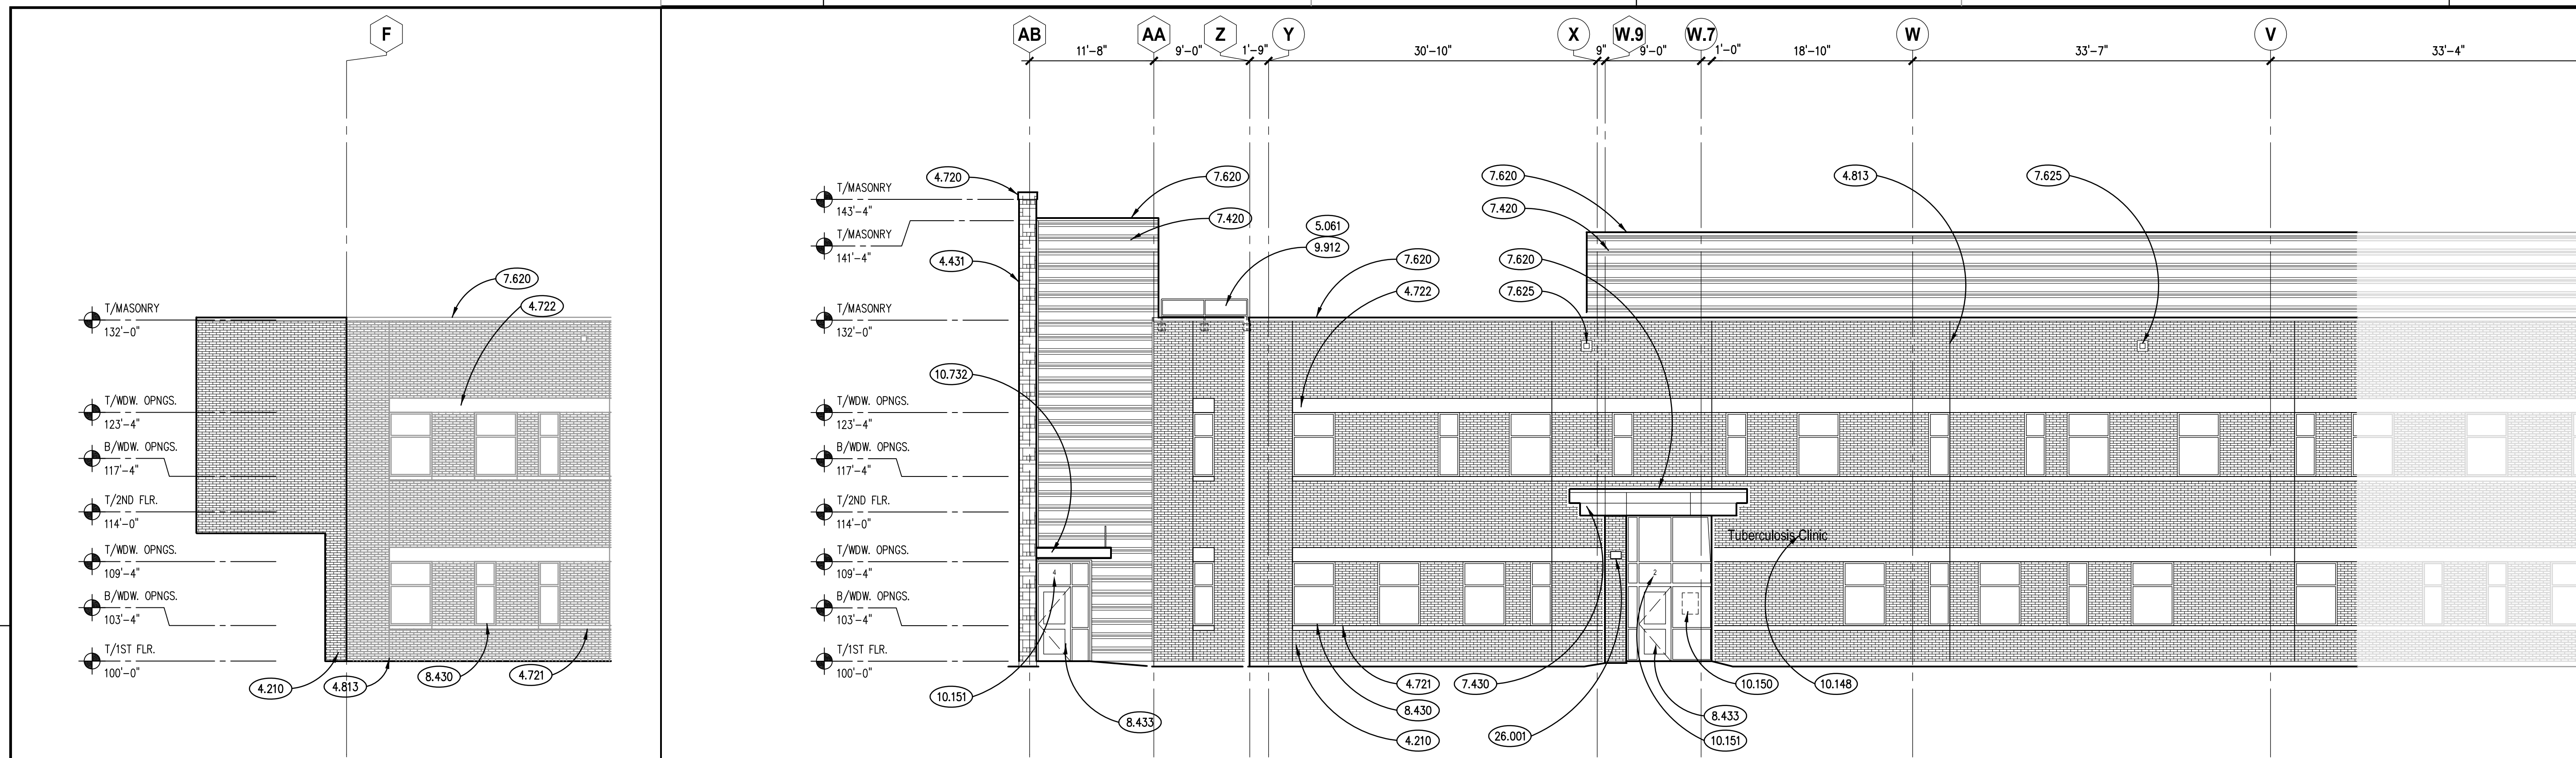 F
AB
AA
Z
Y
X
W.9
W.7
W
V
11'-8"
9'-0"
1'-9"
30'-10"
9"
9'-0"
1'-0"
18'-10"
33'-7"
33'-4"
7.620
4.722
T/MASONRY
132'-0"
T/WDW. OPNGS.
123'-4"
B/WDW. OPNGS.
117'-4"
T/2ND FLR.
114'-0"
T/WDW. OPNGS.
109'-4"
B/WDW. OPNGS.
103'-4"
T/1ST FLR.
100'-0"
4.210
4.813
8.430
4.721
T/MASONRY
143'-4"
T/MASONRY
141'-4"
T/MASONRY
132'-0"
T/WDW. OPNGS.
123'-4"
B/WDW. OPNGS.
117'-4"
T/2ND FLR.
114'-0"
T/WDW. OPNGS.
109'-4"
B/WDW. OPNGS.
103'-4"
T/1ST FLR.
100'-0"
4.720
7.620
7.420
4.431
5.061
9.912
10.732
7.620
4.722
7.620
7.420
7.620
7.625
4.813
7.625
Tuberculosis Clinic
4
2
10.151
8.433
4.721
8.430
4.210
7.430
26.001
10.150
8.433
10.151
10.148